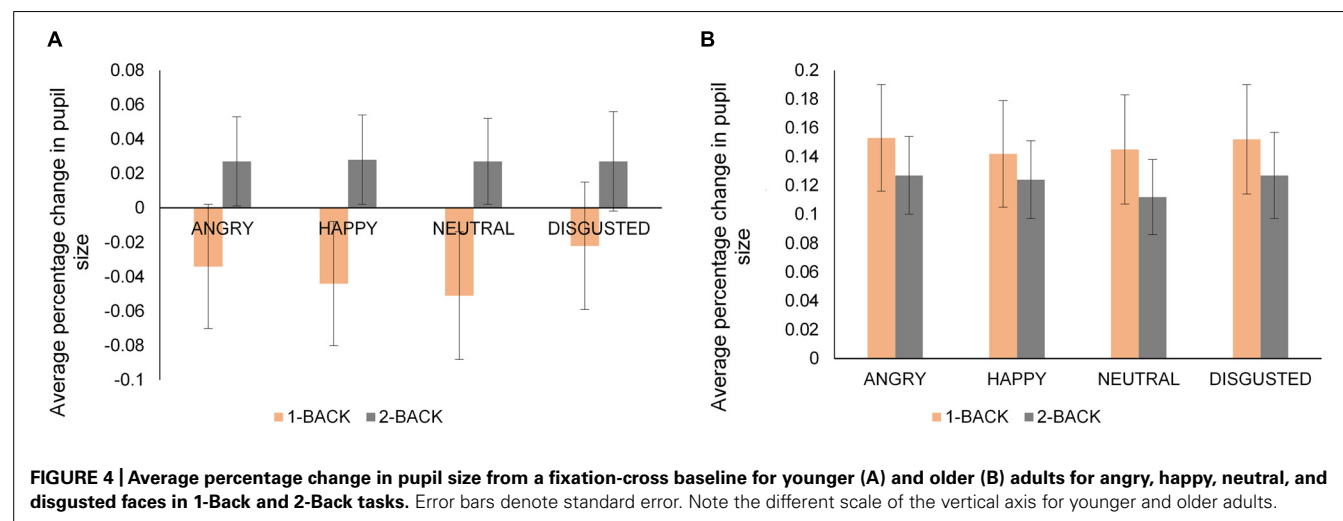 A
Average percentage change in pupil
size
0.08
0.06
0.04
0.02
0
-0.02
-0.04
-0.06
-0.08
-0.1
ANGRY HAPPY NEUTRAL DISGUSTED
1-BACK 2-BACK
B
Average percentage change in pupil
size
0.2
0.18
0.16
0.14
0.12
0.1
0.08
0.06
0.04
0.02
0
ANGRY HAPPY NEUTRAL DISGUSTED
1-BACK 2-BACK
FIGURE 4 | Average percentage change in pupil size from a fixation-cross baseline for younger (A) and older (B) adults for angry, happy, neutral, and
disgusted faces in 1-Back and 2-Back tasks. Error bars denote standard error. Note the different scale of the vertical axis for younger and older adults.